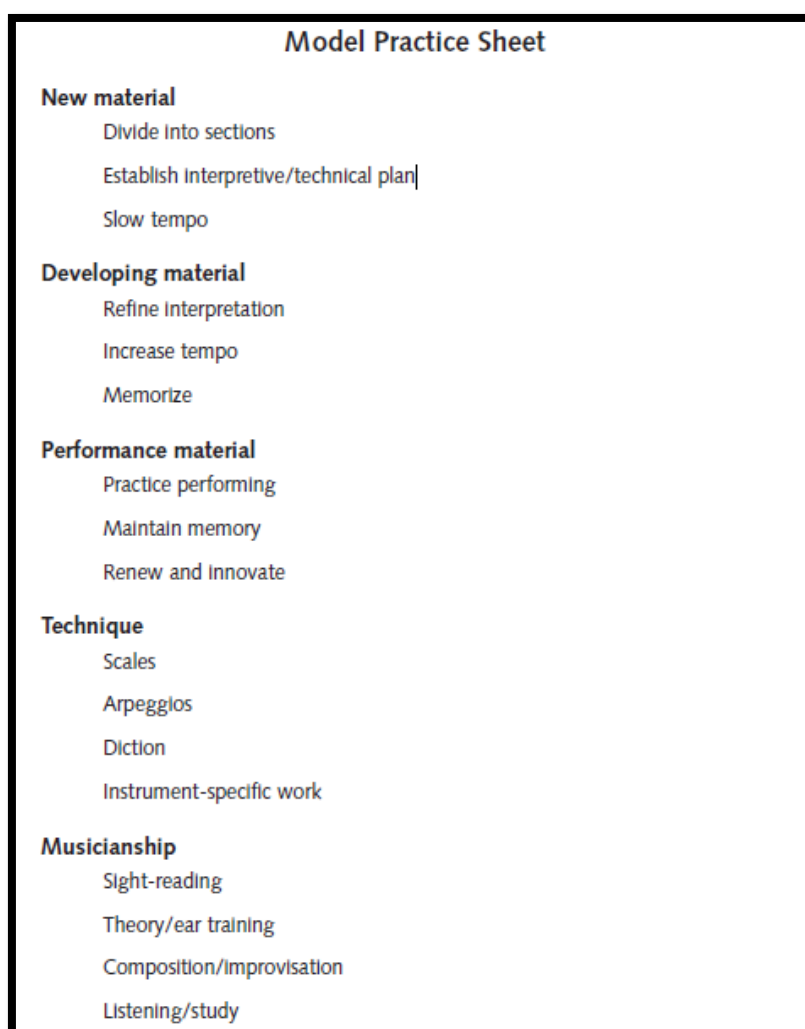 Model Practice Sheet
New material
Divide into sections
Establish interpretive/technical plan
Slow tempo
Developing material
Refine interpretation
Increase tempo
Memorize
Performance material
Practice performing
Maintain memory
Renew and innovate
Technique
Scales
Arpeggios
Diction
Instrument-specific work
Musicianship
Sight-reading
Theory/ear training
Composition/improvisation
Listening/study